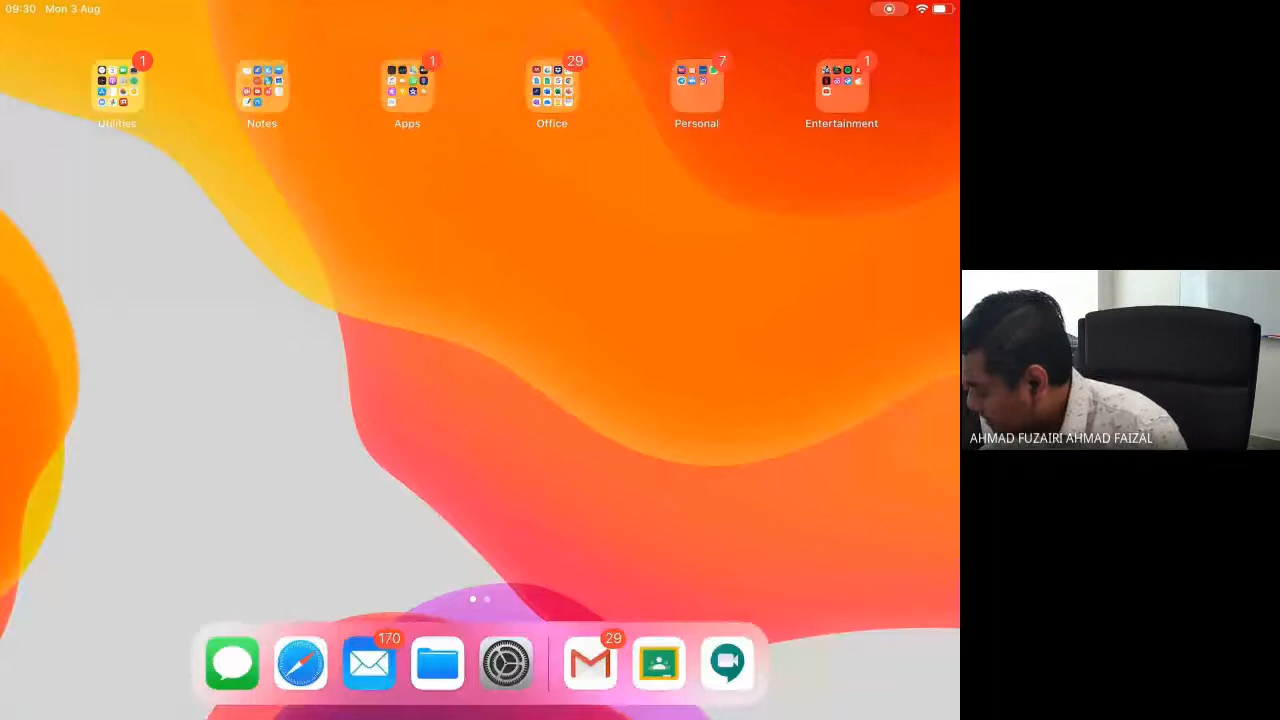 09:30 Mon 3 Aug
1
1
29
7
1
Utilities
Notes
Apps
Office
Personal
Entertainment
AHMAD FUZAIRI AHMAD FAIZAL
170
29